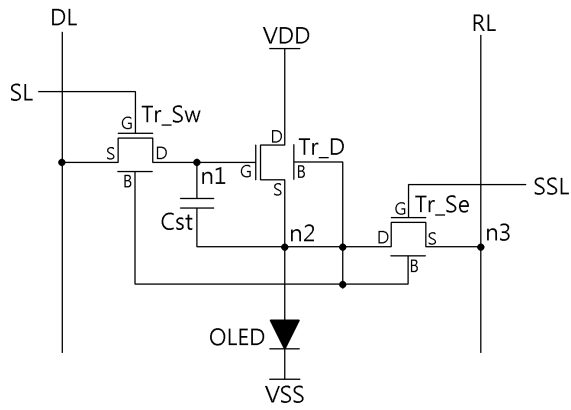 DL
RL
VDD
SL
G
Tr_Sw
S
D
B
D
Tr_D
G
B
S
n1
Cst
SSL
G
Tr_Se
n2
D
S
n3
B
OLED
VSS